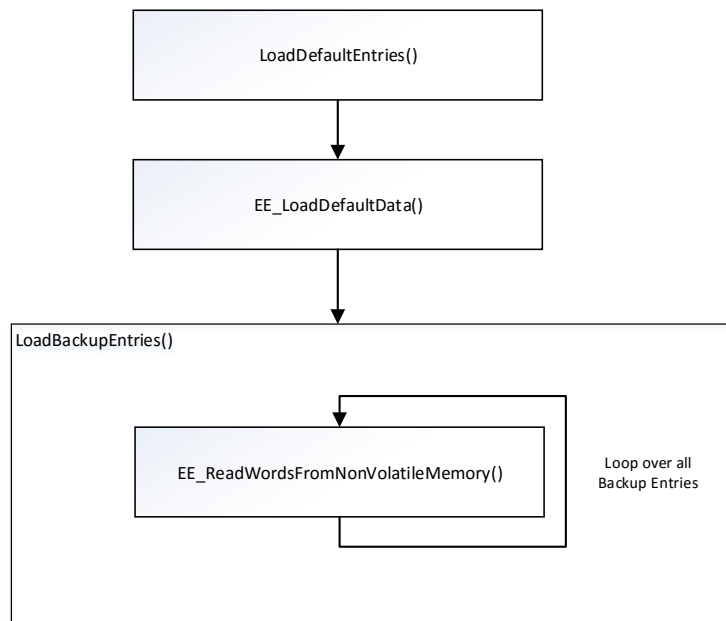 LoadDefaultEntries()
EE_LoadDefaultData()
LoadBackupEntries()
EE_ReadWordsFromNonVolatileMemory()
Loop over all
Backup Entries